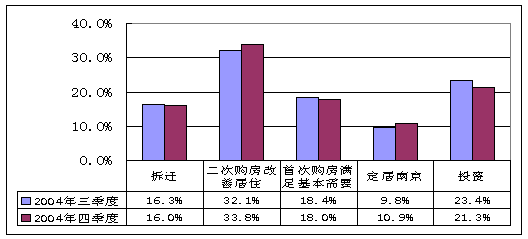 40.0%
30.0%
20.0%
10.0%
0.0%
拆迁 二次购房改善居住 首次购房满足基本需要 定居南京 投资
2004年三季度 16.3% 32.1% 18.4% 9.8% 23.4%
2004年四季度 16.0% 33.8% 18.0% 10.9% 21.3%